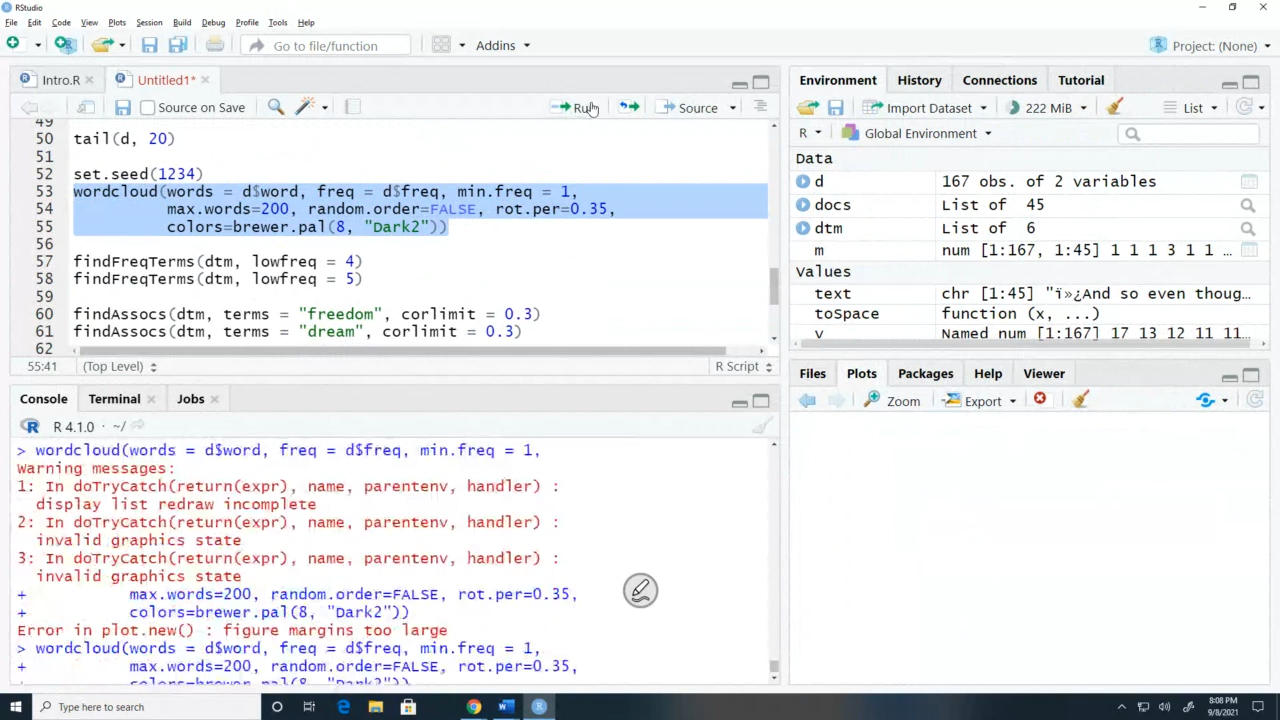 RStudio
File Edit Code View Plots Session Build Debug Profile Tools Help
Go to file/function Addins Project: (None)
Intro.R Untitled1*
Source on Save Run Source
49
50 tail(d, 20)
51
52 set.seed(1234)
53 wordcloud(words = d$word, freq = d$freq, min.freq = 1,
54 max.words=200, random.order=FALSE, rot.per=0.35,
55 colors=brewer.pal(8, "Dark2"))
56
57 findFreqTerms(dtm, lowfreq = 4)
58 findFreqTerms(dtm, lowfreq = 5)
59
60 findAssocs(dtm, terms = "freedom", corlimit = 0.3)
61 findAssocs(dtm, terms = "dream", corlimit = 0.3)
62
55:41 (Top Level) R Script
Console Terminal Jobs
R 4.1.0 · ~/
> wordcloud(words = d$word, freq = d$freq, min.freq = 1,
Warning messages:
1: In doTryCatch(return(expr), name, parentenv, handler) :
display list redraw incomplete
2: In doTryCatch(return(expr), name, parentenv, handler) :
invalid graphics state
3: In doTryCatch(return(expr), name, parentenv, handler) :
invalid graphics state
+ max.words=200, random.order=FALSE, rot.per=0.35,
+ colors=brewer.pal(8, "Dark2"))
Error in plot.new() : figure margins too large
> wordcloud(words = d$word, freq = d$freq, min.freq = 1,
+ max.words=200, random.order=FALSE, rot.per=0.35,
+ colors=brewer.pal(8, "Dark2"))
Environment History Connections Tutorial
Import Dataset 222 MiB List
R Global Environment
Data
d 167 obs. of 2 variables
docs List of 45
dtm List of 6
m num [1:167, 1:45] 1 1 1 3 1 1 …
Values
text chr [1:45] "ï»¿And so even thoug…
toSpace function (x, ...)
v Named num [1:167] 17 13 12 11 11…
Files Plots Packages Help Viewer
Zoom Export
Type here to search
8:08 PM
9/8/2021